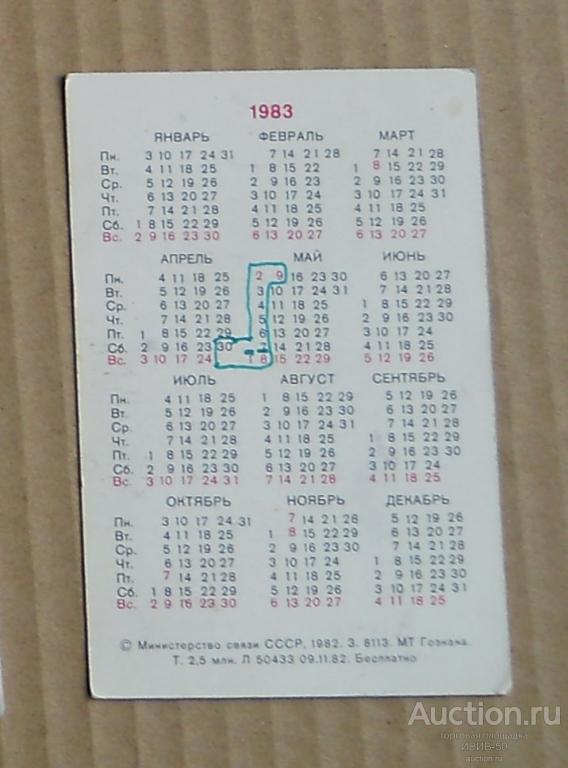 1983
ЯНВАРЬ ФЕВРАЛЬ МАРТ
Пн. 3 10 17 24 31 7 14 21 28 7 14 21 28
Вт. 4 11 18 25 1 8 15 22 1 8 15 22 29
Ср. 5 12 19 26 2 9 16 23 2 9 16 23 30
Чт. 6 13 20 27 3 10 17 24 3 10 17 24 31
Пт. 7 14 21 28 4 11 18 25 4 11 18 25
Сб. 1 8 15 22 29 5 12 19 26 5 12 19 26
Вс. 2 9 16 23 30 6 13 20 27 6 13 20 27
АПРЕЛЬ МАЙ ИЮНЬ
Пн. 4 11 18 25 2 9 16 23 30 6 13 20 27
Вт. 5 12 19 26 3 10 17 24 31 7 14 21 28
Ср. 6 13 20 27 4 11 18 25 1 8 15 22 29
Чт. 7 14 21 28 5 12 19 26 2 9 16 23 30
Пт. 1 8 15 22 29 6 13 20 27 3 10 17 24
Сб. 2 9 16 23 30 7 14 21 28 4 11 18 25
Вс. 3 10 17 24 1 8 15 22 29 5 12 19 26
ИЮЛЬ АВГУСТ СЕНТЯБРЬ
Пн. 4 11 18 25 1 8 15 22 29 5 12 19 26
Вт. 5 12 19 26 2 9 16 23 30 6 13 20 27
Ср. 6 13 20 27 3 10 17 24 31 7 14 21 28
Чт. 7 14 21 28 4 11 18 25 1 8 15 22 29
Пт. 1 8 15 22 29 5 12 19 26 2 9 16 23 30
Сб. 2 9 16 23 30 6 13 20 27 3 10 17 24
Вс. 3 10 17 24 31 7 14 21 28 4 11 18 25
ОКТЯБРЬ НОЯБРЬ ДЕКАБРЬ
Пн. 3 10 17 24 31 7 14 21 28 5 12 19 26
Вт. 4 11 18 25 1 8 15 22 29 6 13 20 27
Ср. 5 12 19 26 2 9 16 23 30 7 14 21 28
Чт. 6 13 20 27 3 10 17 24 1 8 15 22 29
Пт. 7 14 21 28 4 11 18 25 2 9 16 23 30
Сб. 1 8 15 22 29 5 12 19 26 3 10 17 24 31
Вс. 2 9 16 23 30 6 13 20 27 4 11 18 25
© Министерство связи СССР, 1982. З. 8113. МТ Гознака.
Т. 2,5 млн. Л 50433 09.11.82. Бесплатно
Auction.ru
торговая площадка
ИВИВ-50
auction.ru